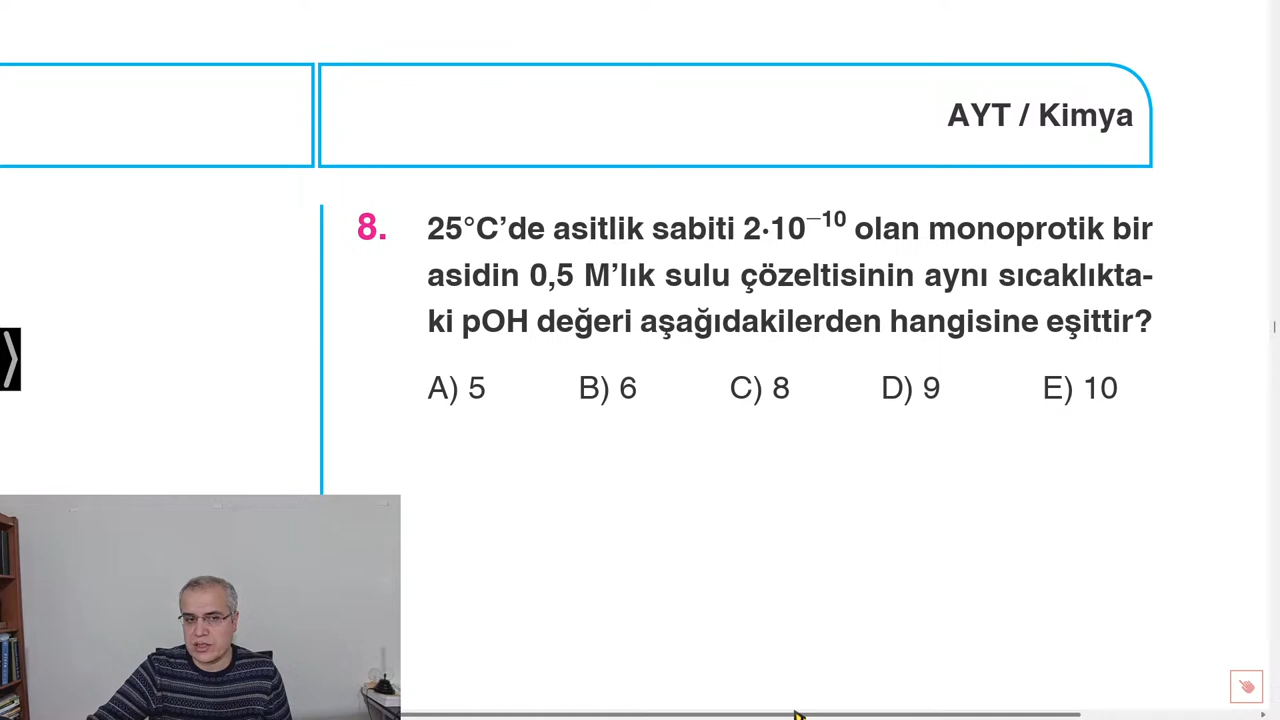 AYT / Kimya
8. 25°C’de asitlik sabiti 2·10⁻¹⁰ olan monoprotik bir
asidin 0,5 M’lık sulu çözeltisinin aynı sıcaklıkta-
ki pOH değeri aşağıdakilerden hangisine eşittir?
A) 5 B) 6 C) 8 D) 9 E) 10